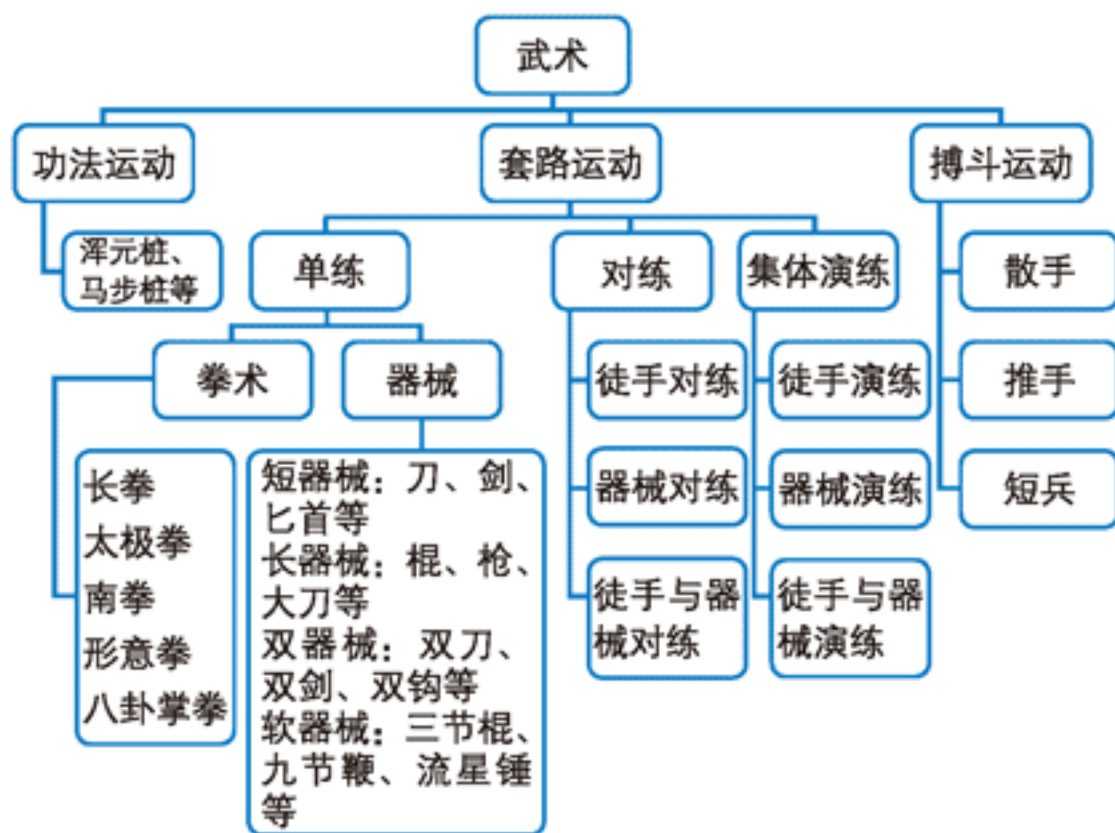 武术
功法运动
套路运动
搏斗运动
浑元桩、
马步桩等
单练
对练
集体演练
散手
拳术
器械
徒手对练
徒手演练
推手
长拳
太极拳
南拳
形意拳
八卦掌拳
短器械：刀、剑、
匕首等
长器械：棍、枪、
大刀等
双器械：双刀、
双剑、双钩等
软器械：三节棍、
九节鞭、流星锤
等
器械对练
器械演练
短兵
徒手与器
械对练
徒手与器
械演练